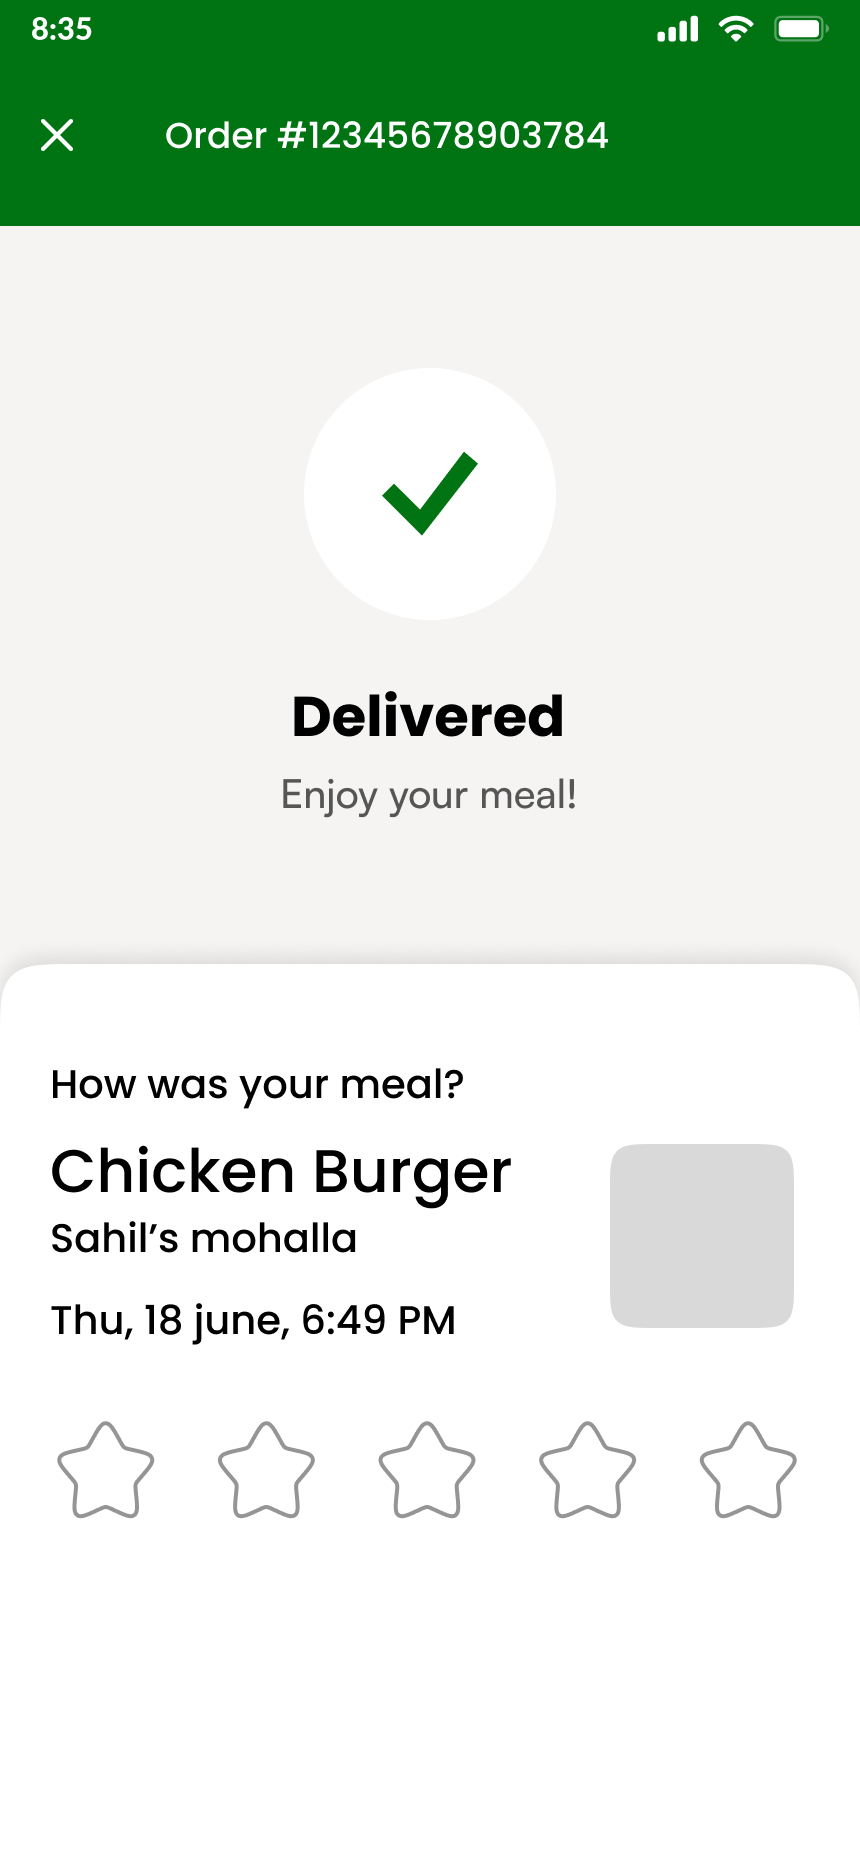 8:35
Order #12345678903784
Delivered
Enjoy your meal!
How was your meal?
Chicken Burger
Sahil’s mohalla
Thu, 18 june, 6:49 PM